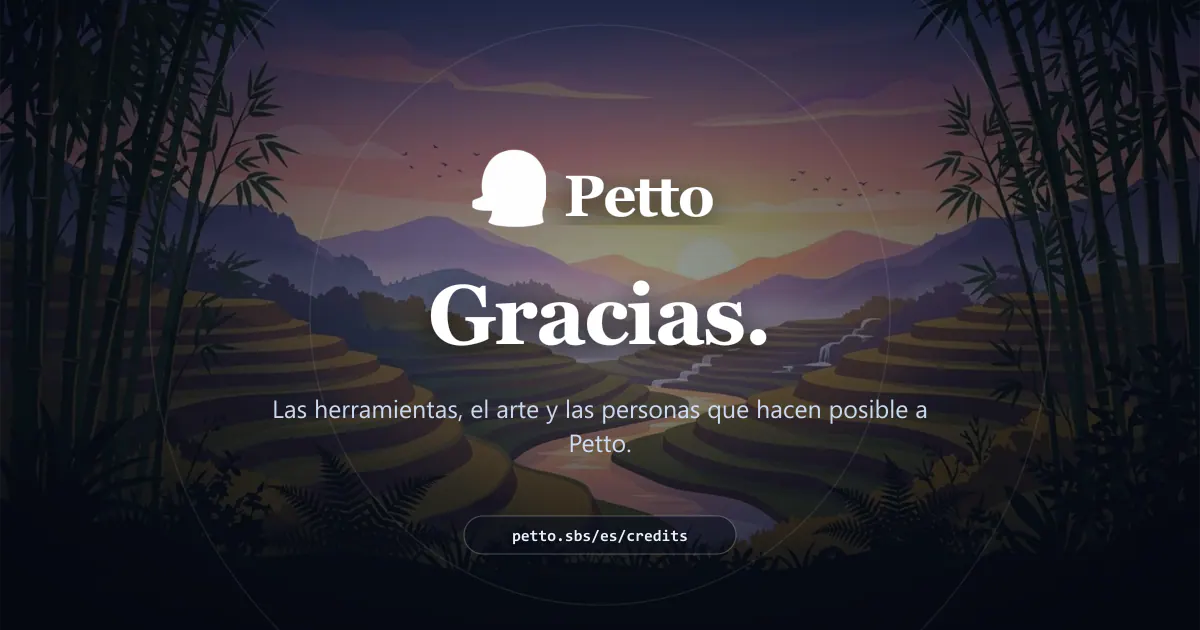 Petto
Gracias.
Las herramientas, el arte y las personas que hacen posible a
Petto.
petto.sbs/es/credits